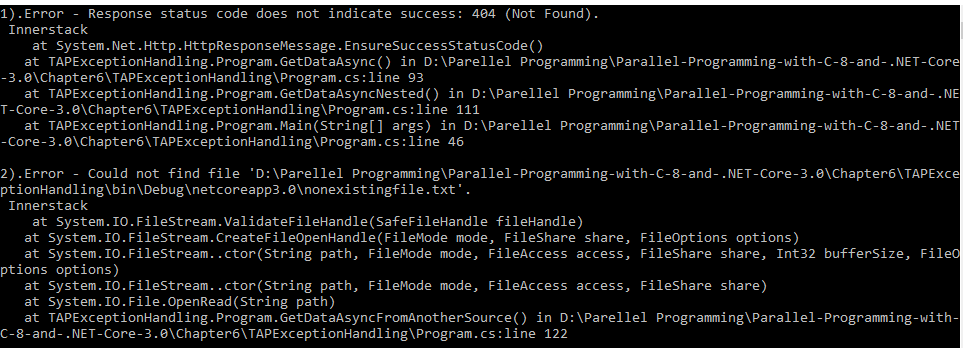 1).Error - Response status code does not indicate success: 404 (Not Found).
 Innerstack
    at System.Net.Http.HttpResponseMessage.EnsureSuccessStatusCode()
   at TAPExceptionHandling.Program.GetDataAsync() in D:\Parellel Programming\Parallel-Programming-with-C-8-and-.NET-Core
-3.0\Chapter6\TAPExceptionHandling\Program.cs:line 93
   at TAPExceptionHandling.Program.GetDataAsyncNested() in D:\Parellel Programming\Parallel-Programming-with-C-8-and-.NE
T-Core-3.0\Chapter6\TAPExceptionHandling\Program.cs:line 111
   at TAPExceptionHandling.Program.Main(String[] args) in D:\Parellel Programming\Parallel-Programming-with-C-8-and-.NET
-Core-3.0\Chapter6\TAPExceptionHandling\Program.cs:line 46
2).Error - Could not find file 'D:\Parellel Programming\Parallel-Programming-with-C-8-and-.NET-Core-3.0\Chapter6\TAPExce
ptionHandling\bin\Debug\netcoreapp3.0\nonexistingfile.txt'.
 Innerstack
    at System.IO.FileStream.ValidateFileHandle(SafeFileHandle fileHandle)
   at System.IO.FileStream.CreateFileOpenHandle(FileMode mode, FileShare share, FileOptions options)
   at System.IO.FileStream..ctor(String path, FileMode mode, FileAccess access, FileShare share, Int32 bufferSize, FileO
ptions options)
   at System.IO.FileStream..ctor(String path, FileMode mode, FileAccess access, FileShare share)
   at System.IO.File.OpenRead(String path)
   at TAPExceptionHandling.Program.GetDataAsyncFromAnotherSource() in D:\Parellel Programming\Parallel-Programming-with-
C-8-and-.NET-Core-3.0\Chapter6\TAPExceptionHandling\Program.cs:line 122